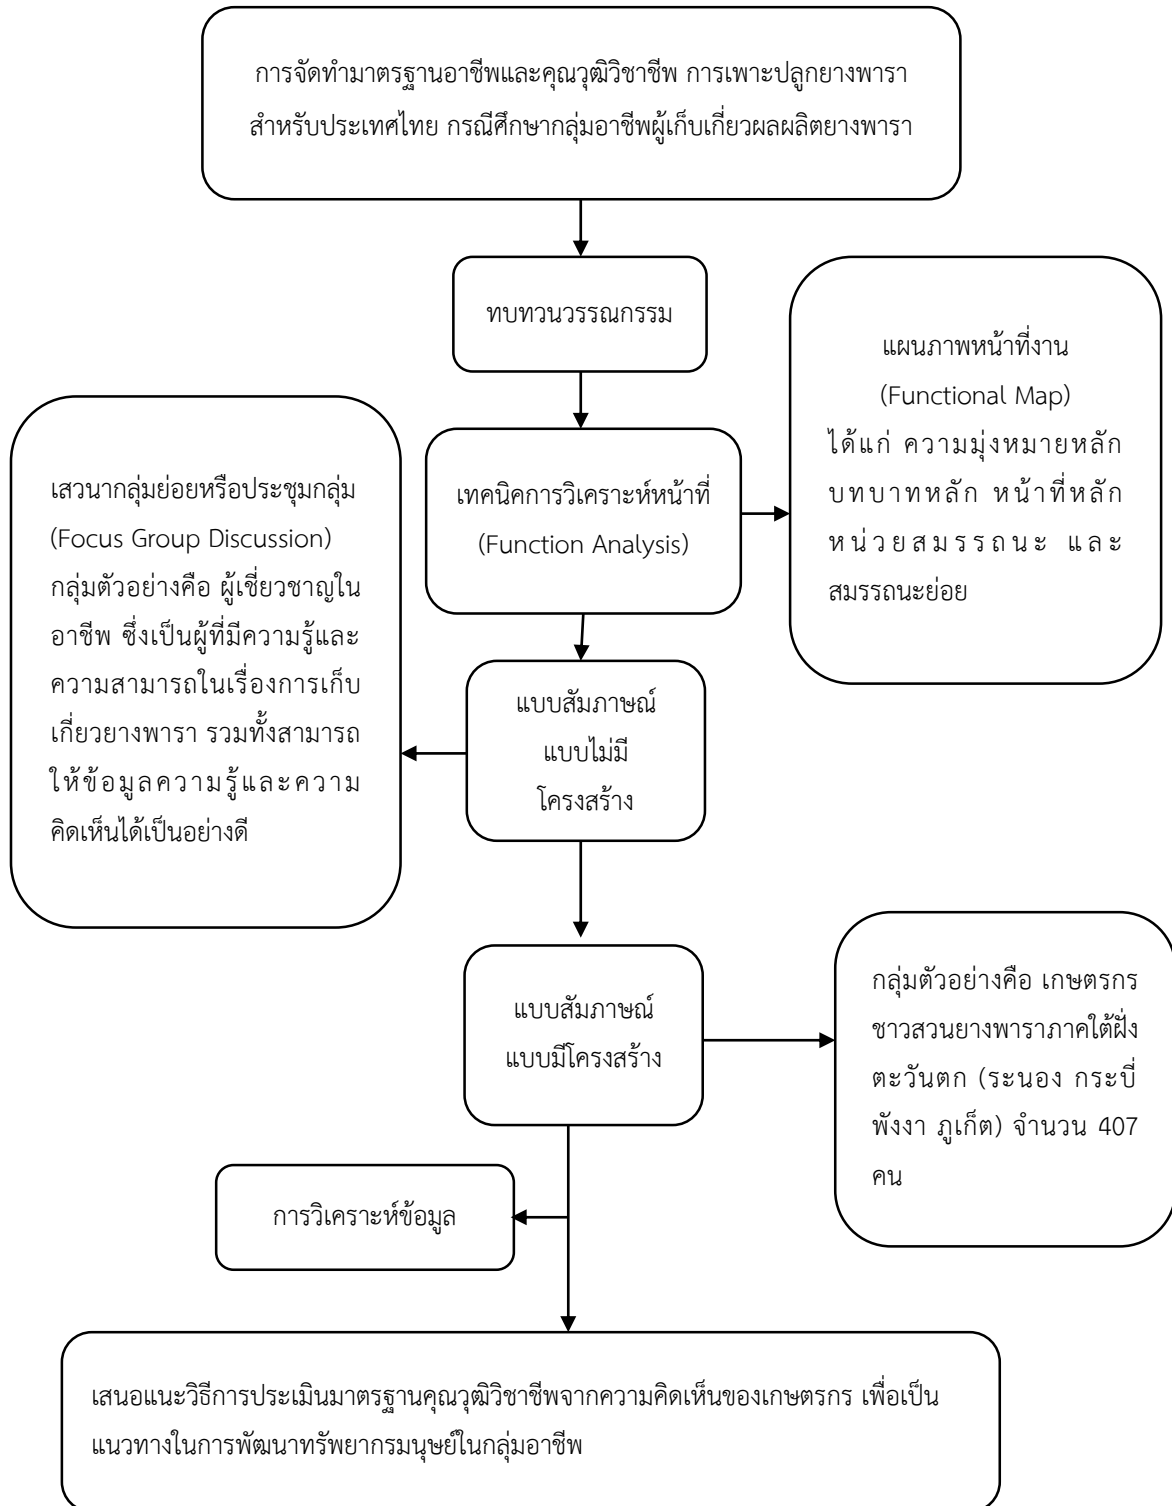 การจัดทำมาตรฐานอาชีพและคุณวุฒิวิชาชีพ การเพาะปลูกยางพารา
สำหรับประเทศไทย กรณีศึกษากลุ่มอาชีพผู้เก็บเกี่ยวผลผลิตยางพารา
ทบทวนวรรณกรรม
แผนภาพหน้าที่งาน
(Functional Map)
ได้แก่ ความมุ่งหมายหลัก
บทบาทหลัก หน้าที่หลัก
หน่วยสมรรถนะ และ
สมรรถนะย่อย
เทคนิคการวิเคราะห์หน้าที่
(Function Analysis)
เสวนากลุ่มย่อยหรือประชุมกลุ่ม
(Focus Group Discussion)
กลุ่มตัวอย่างคือ ผู้เชี่ยวชาญใน
อาชีพ ซึ่งเป็นผู้ที่มีความรู้และ
ความสามารถในเรื่องการเก็บ
เกี่ยวยางพารา รวมทั้งสามารถ
ให้ข้อมูลความรู้และความ
คิดเห็นได้เป็นอย่างดี
แบบสัมภาษณ์
แบบไม่มี
โครงสร้าง
แบบสัมภาษณ์
แบบมีโครงสร้าง
กลุ่มตัวอย่างคือ เกษตรกร
ชาวสวนยางพาราภาคใต้ฝั่ง
ตะวันตก (ระนอง กระบี่
พังงา ภูเก็ต) จำนวน 407
คน
การวิเคราะห์ข้อมูล
เสนอแนะวิธีการประเมินมาตรฐานคุณวุฒิวิชาชีพจากความคิดเห็นของเกษตรกร เพื่อเป็น
แนวทางในการพัฒนาทรัพยากรมนุษย์ในกลุ่มอาชีพ